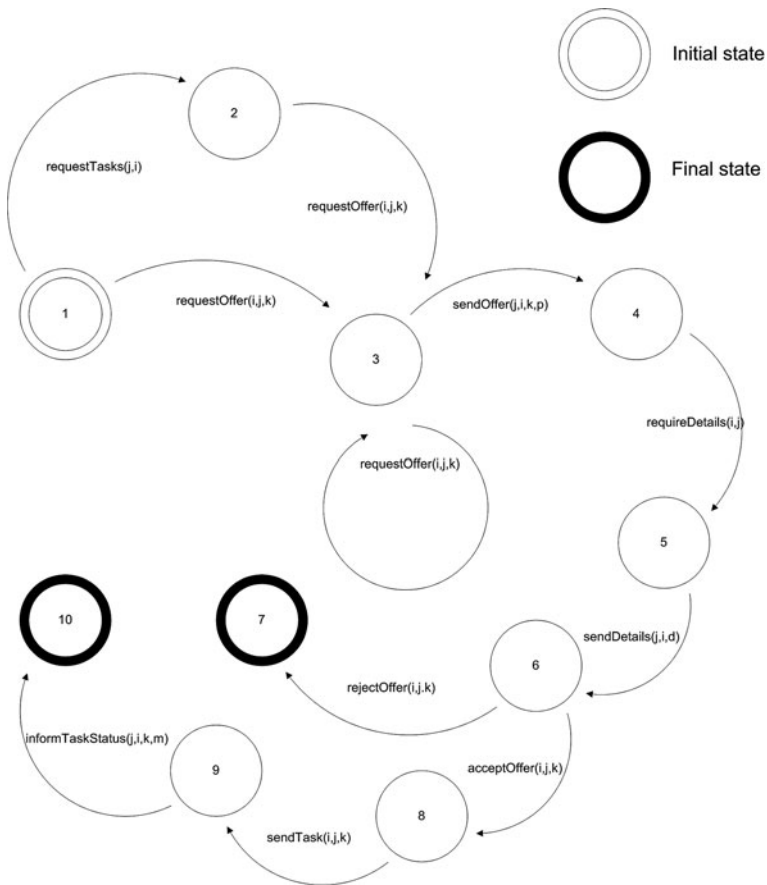 Initial state
2
requestTasks(j,i)
Final state
requestOffer(i,j,k)
requestOffer(i,j,k)
sendOffer(j,i,k,p)
1
4
3
requireDetails(i,j)
requestOffer(i,j,k)
5
10
7
sendDetails(j,i,d)
6
rejectOffer(i,j.k)
informTaskStatus(j,i,k,m)
acceptOffer(i,j,k)
9
8
sendTask(i,j,k)